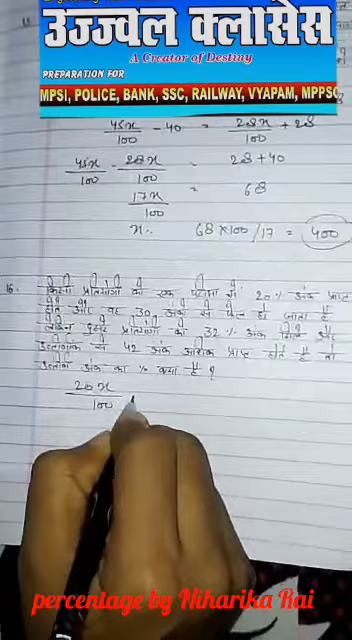 उज्ज्वल क्लासेस
A Creator of Destiny
PREPARATION FOR
MPSI, POLICE, BANK, SSC, RAILWAY, VYAPAM, MPPSC
45x/100 - 40 = 28x/100 + 28
45x/100 - 28x/100 = 28 + 40
17x/100 = 68
x = 68 × 100 / 17 = 400
16. किसी प्रतियोगी को एक परीक्षा में 20% अंक प्राप्त
होते और वह 30 अंकों से फेल हो जाता है
लेकिन दूसरे प्रतियोगी को 32% अंक मिले और
उत्तीर्णांक से 42 अंक अधिक प्राप्त होते है तो
उत्तीर्ण अंक का % क्या है ?
20x/100
percentage by Niharika Rai